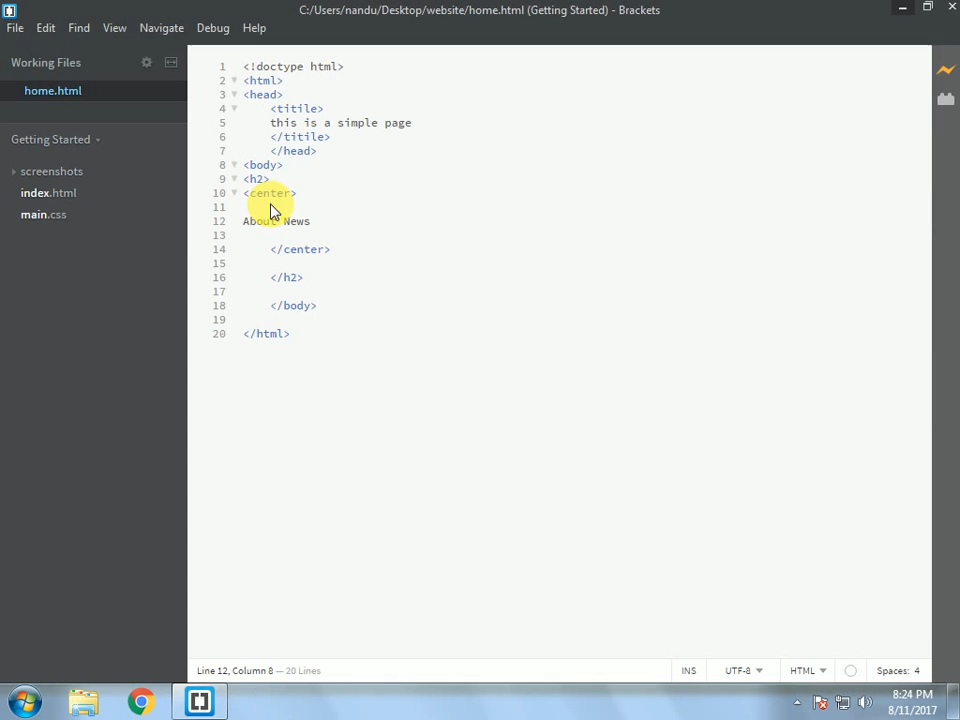 C:/Users/nandu/Desktop/website/home.html (Getting Started) - Brackets
File Edit Find View Navigate Debug Help
Working Files
home.html
Getting Started
screenshots
index.html
main.css
1 <!doctype html>
2 <html>
3 <head>
4 <titile>
5 this is a simple page
6 </titile>
7 </head>
8 <body>
9 <h2>
10 <center>
11
12 About News
13
14 </center>
15
16 </h2>
17
18 </body>
19
20 </html>
Line 12, Column 8 — 20 Lines INS UTF-8 HTML Spaces: 4
8:24 PM
8/11/2017